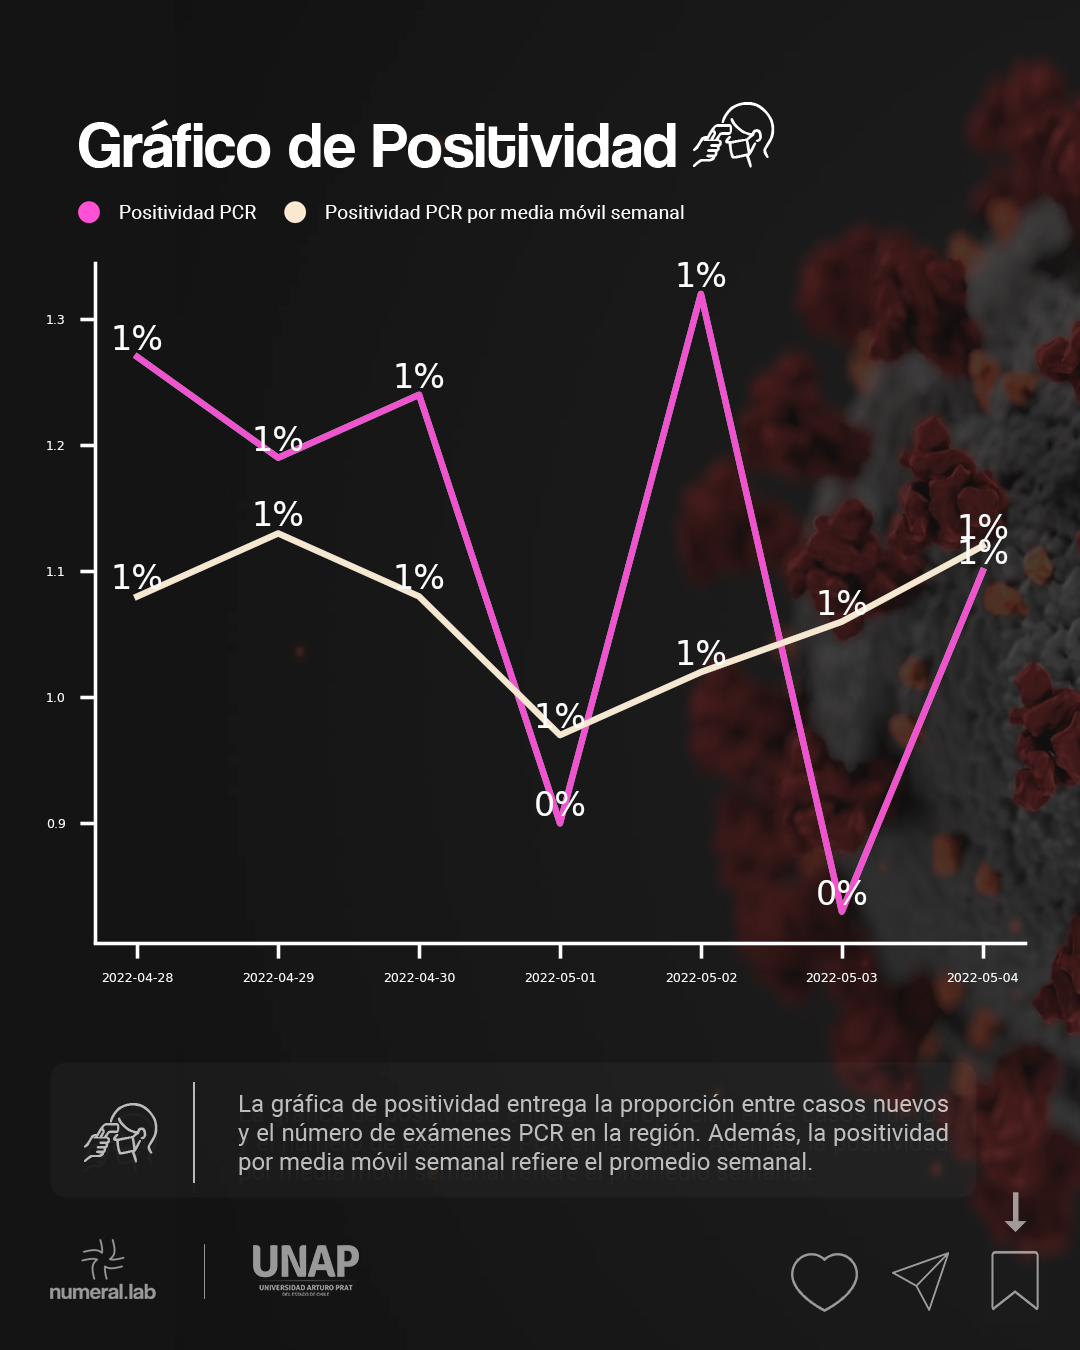 Gráfico de Positividad
Positividad PCR
Positividad PCR por media móvil semanal
1.3
1.2
1.1
1.0
0.9
1%
1%
1%
0%
1%
0%
1%
1%
1%
1%
1%
1%
1%
1%
2022-04-28
2022-04-29
2022-04-30
2022-05-01
2022-05-02
2022-05-03
2022-05-04
La gráfica de positividad entrega la proporción entre casos nuevos
y el número de exámenes PCR en la región. Además, la positividad
por media móvil semanal refiere el promedio semanal.
numeral.lab
UNAP
UNIVERSIDAD ARTURO PRAT
DEL ESTADO DE CHILE